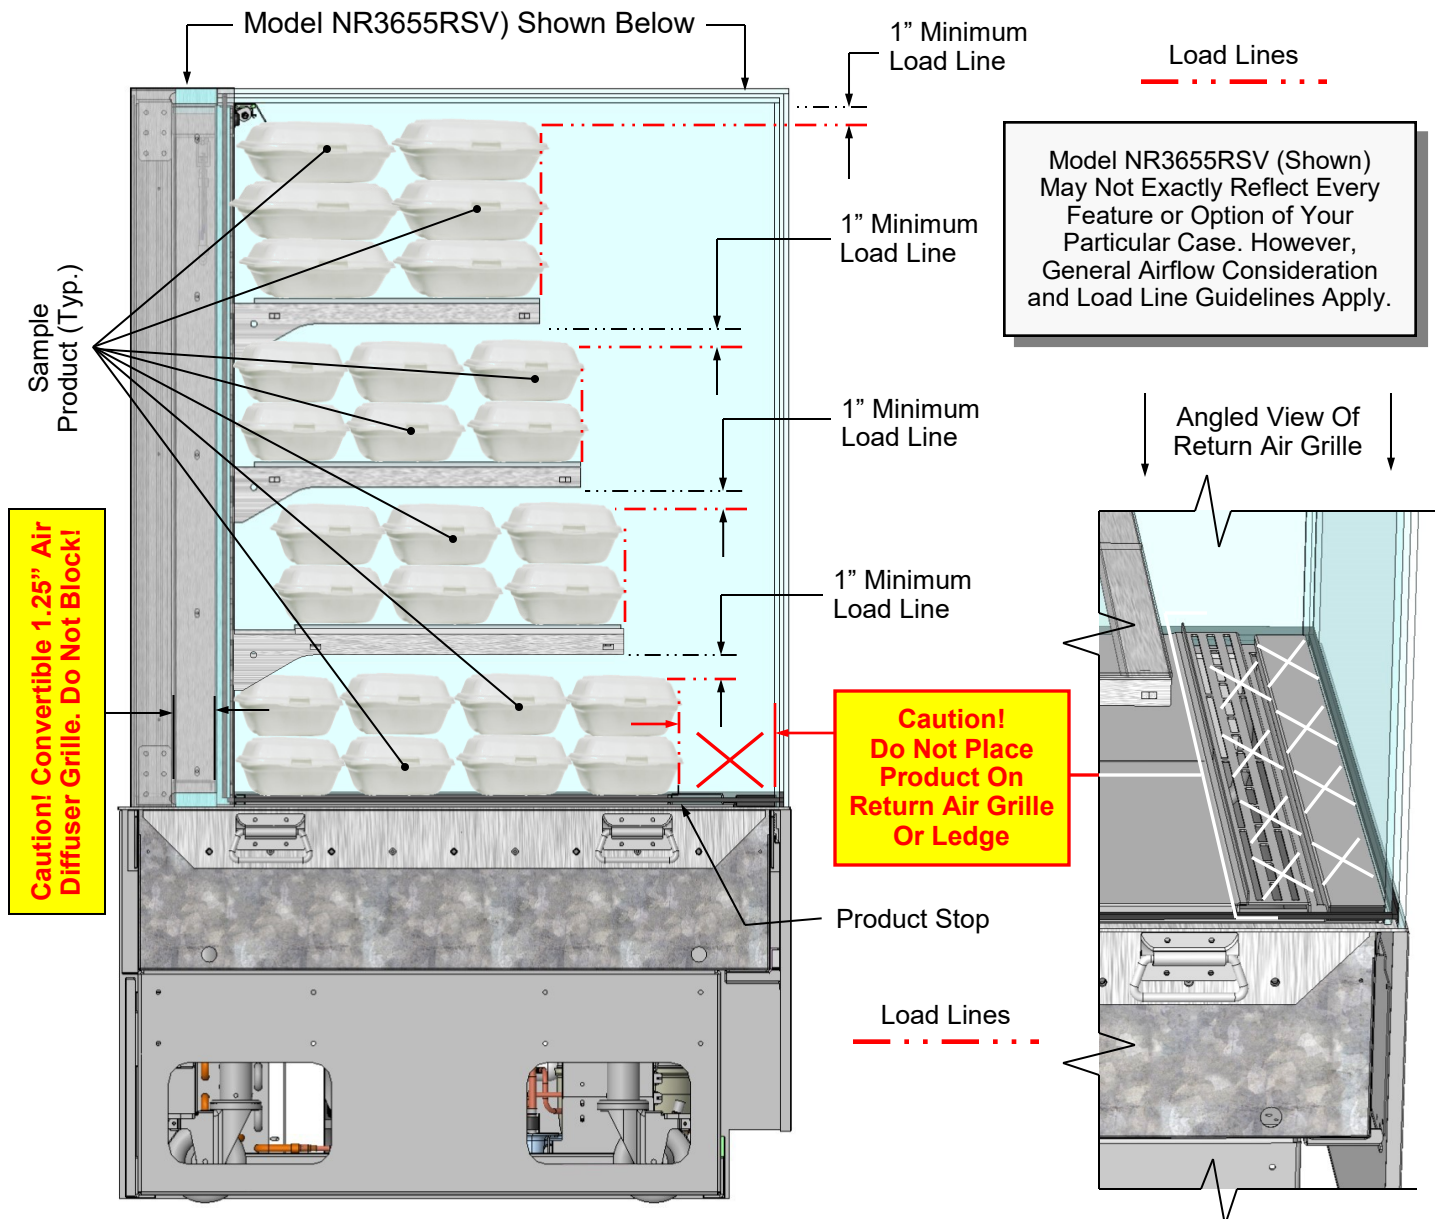 Model NR3655RSV) Shown Below
1” Minimum
Load Line
Load Lines
Model NR3655RSV (Shown)
May Not Exactly Reflect Every
Feature or Option of Your
Particular Case. However,
General Airflow Consideration
and Load Line Guidelines Apply.
1” Minimum
Load Line
Sample
Product (Typ.)
1” Minimum
Load Line
Angled View Of
Return Air Grille
Caution! Convertible 1.25” Air
Diffuser Grille. Do Not Block!
1” Minimum
Load Line
Caution!
Do Not Place
Product On
Return Air Grille
Or Ledge
Product Stop
Load Lines